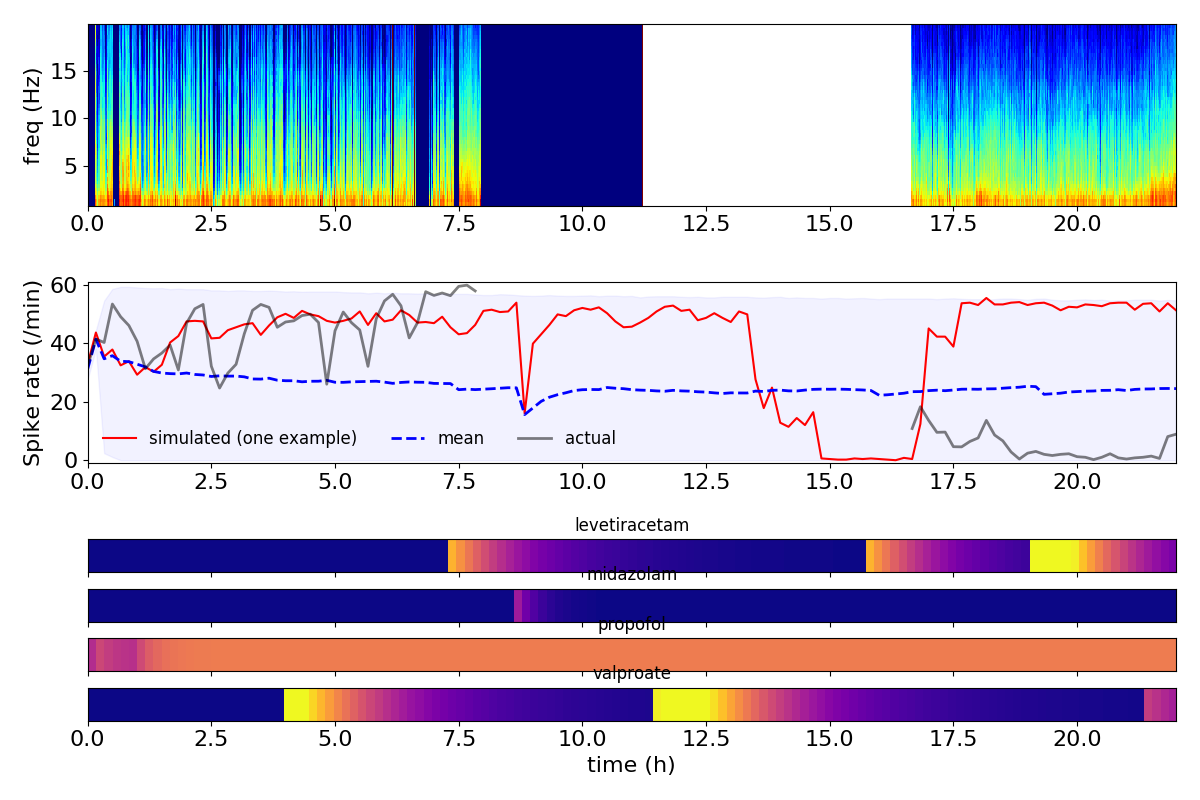 freq (Hz)
15
10
5
0.0 2.5 5.0 7.5 10.0 12.5 15.0 17.5 20.0
Spike rate (/min)
60
40
20
0
simulated (one example) mean actual
0.0 2.5 5.0 7.5 10.0 12.5 15.0 17.5 20.0
levetiracetam
midazolam
propofol
valproate
0.0 2.5 5.0 7.5 10.0 12.5 15.0 17.5 20.0
time (h)